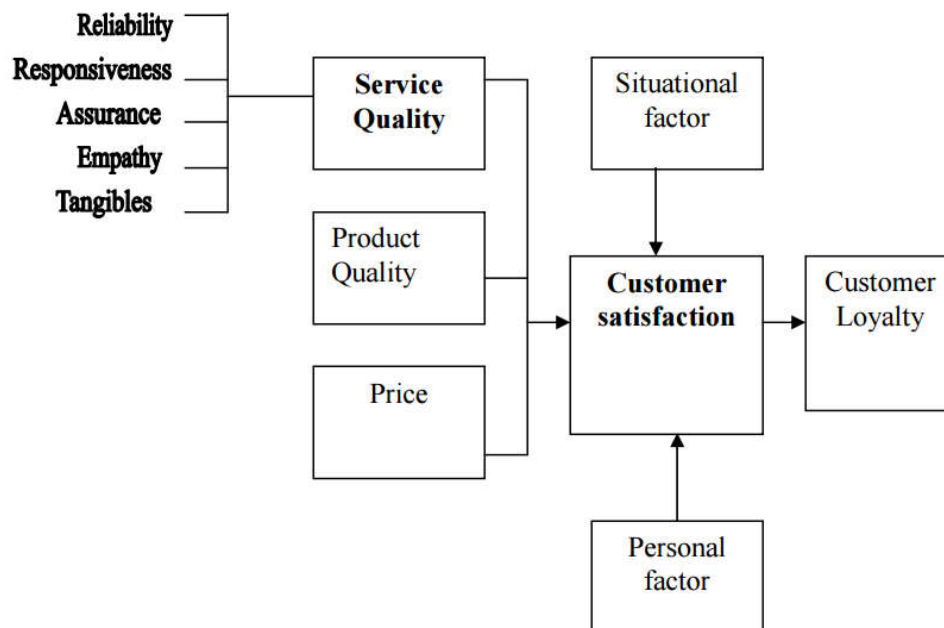 Reliability
Responsiveness
Assurance
Empathy
Tangibles
Service
Quality
Product
Quality
Price
Situational
factor
Customer
satisfaction
Customer
Loyalty
Personal
factor